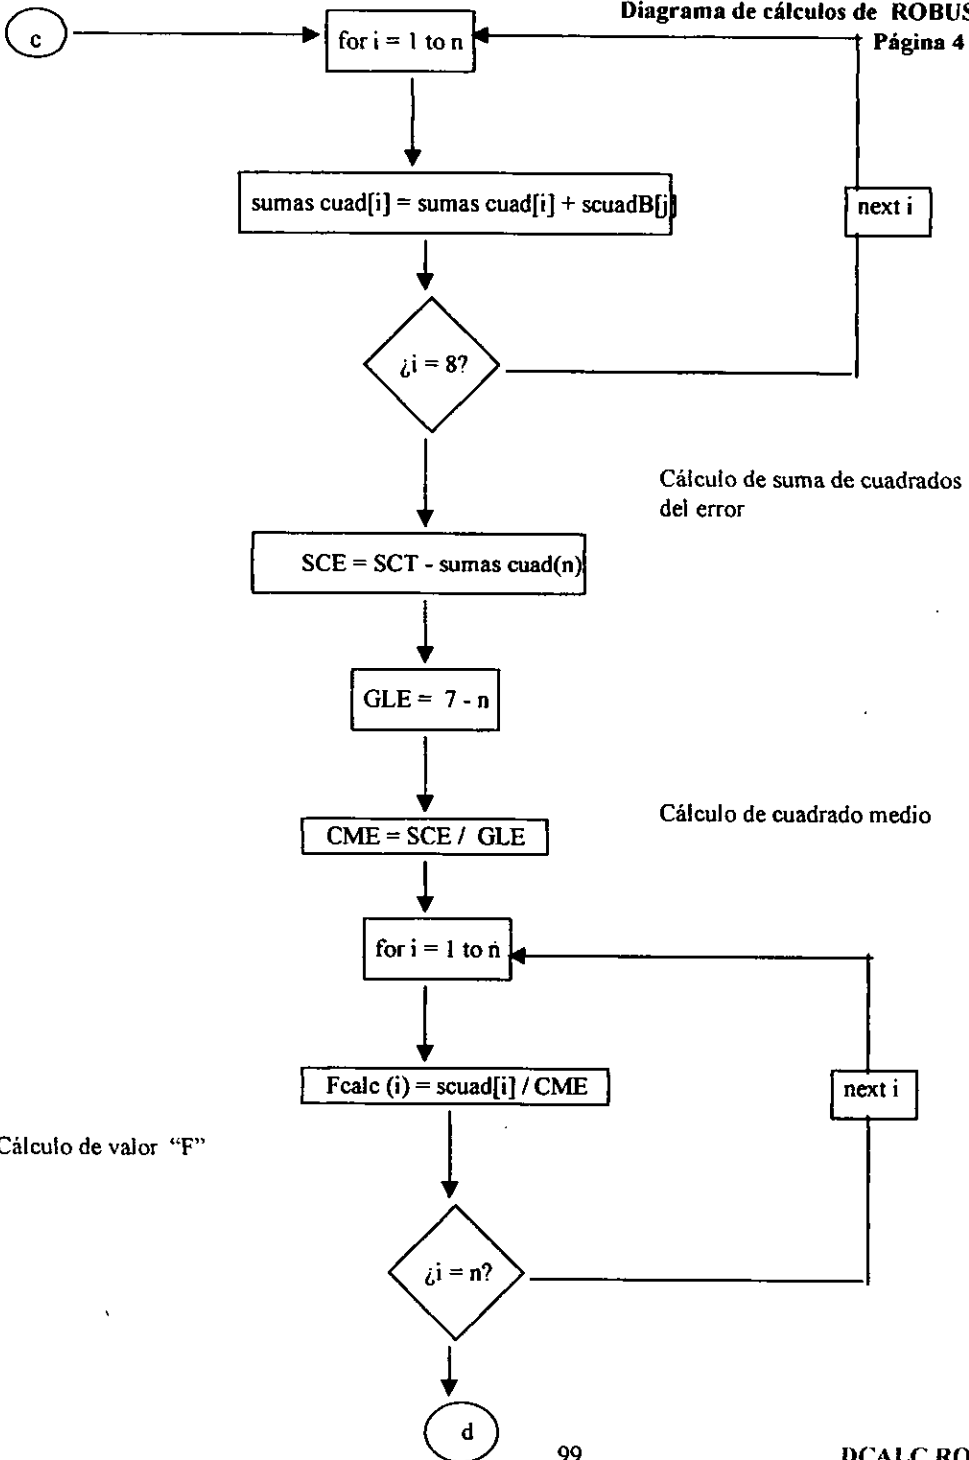 Diagrama de cálculos de ROBUS
Página 4
c
for i = 1 to n
sumas cuad[i] = sumas cuad[i] + scuadB[j]
next i
¿i = 8?
Cálculo de suma de cuadrados
del error
SCE = SCT - sumas cuad(n)
GLE = 7 - n
Cálculo de cuadrado medio
CME = SCE / GLE
for i = 1 to n
Fcalc (i) = scuad[i] / CME
next i
Cálculo de valor “F”
¿i = n?
d
99
DCALC.RO